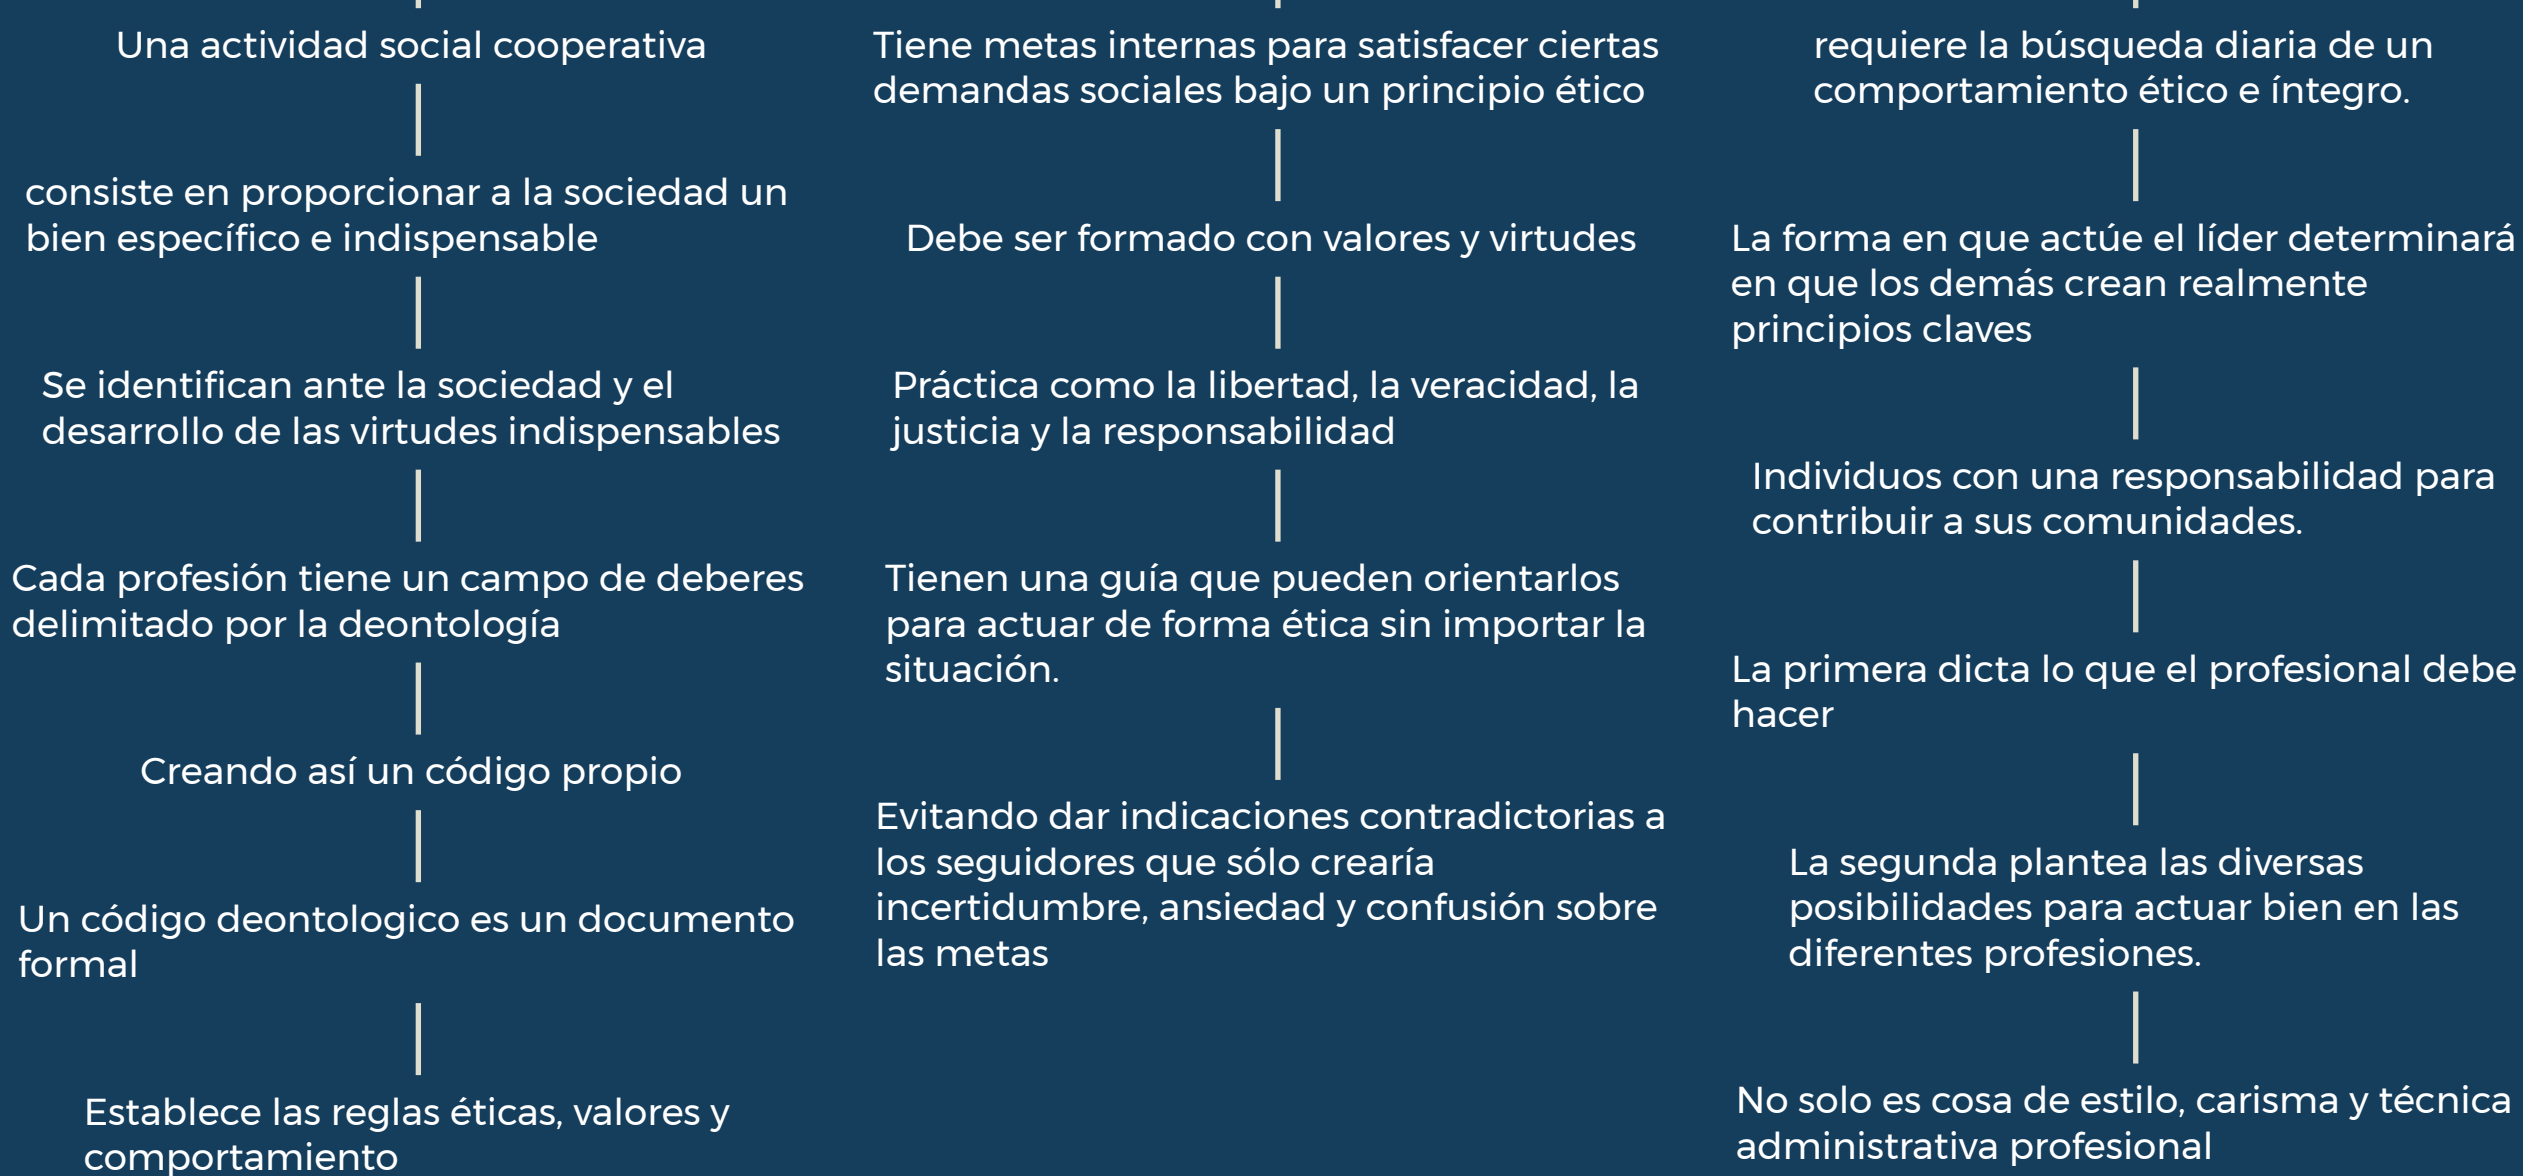 Una actividad social cooperativa
consiste en proporcionar a la sociedad un
bien específico e indispensable
Se identifican ante la sociedad y el
desarrollo de las virtudes indispensables
Cada profesión tiene un campo de deberes
delimitado por la deontología
Creando así un código propio
Un código deontologico es un documento
formal
Establece las reglas éticas, valores y
comportamiento
Tiene metas internas para satisfacer ciertas
demandas sociales bajo un principio ético
Debe ser formado con valores y virtudes
Práctica como la libertad, la veracidad, la
justicia y la responsabilidad
Tienen una guía que pueden orientarlos
para actuar de forma ética sin importar la
situación.
Evitando dar indicaciones contradictorias a
los seguidores que sólo crearía
incertidumbre, ansiedad y confusión sobre
las metas
requiere la búsqueda diaria de un
comportamiento ético e íntegro.
La forma en que actúe el líder determinará
en que los demás crean realmente
principios claves
Individuos con una responsabilidad para
contribuir a sus comunidades.
La primera dicta lo que el profesional debe
hacer
La segunda plantea las diversas
posibilidades para actuar bien en las
diferentes profesiones.
No solo es cosa de estilo, carisma y técnica
administrativa profesional